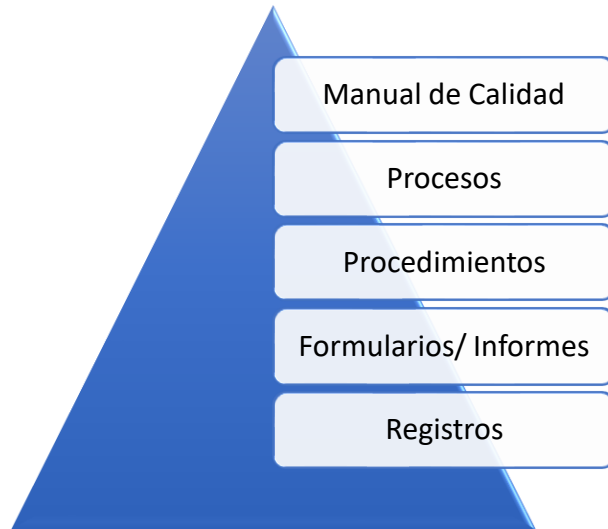 Manual de Calidad
Procesos
Procedimientos
Formularios/ Informes
Registros